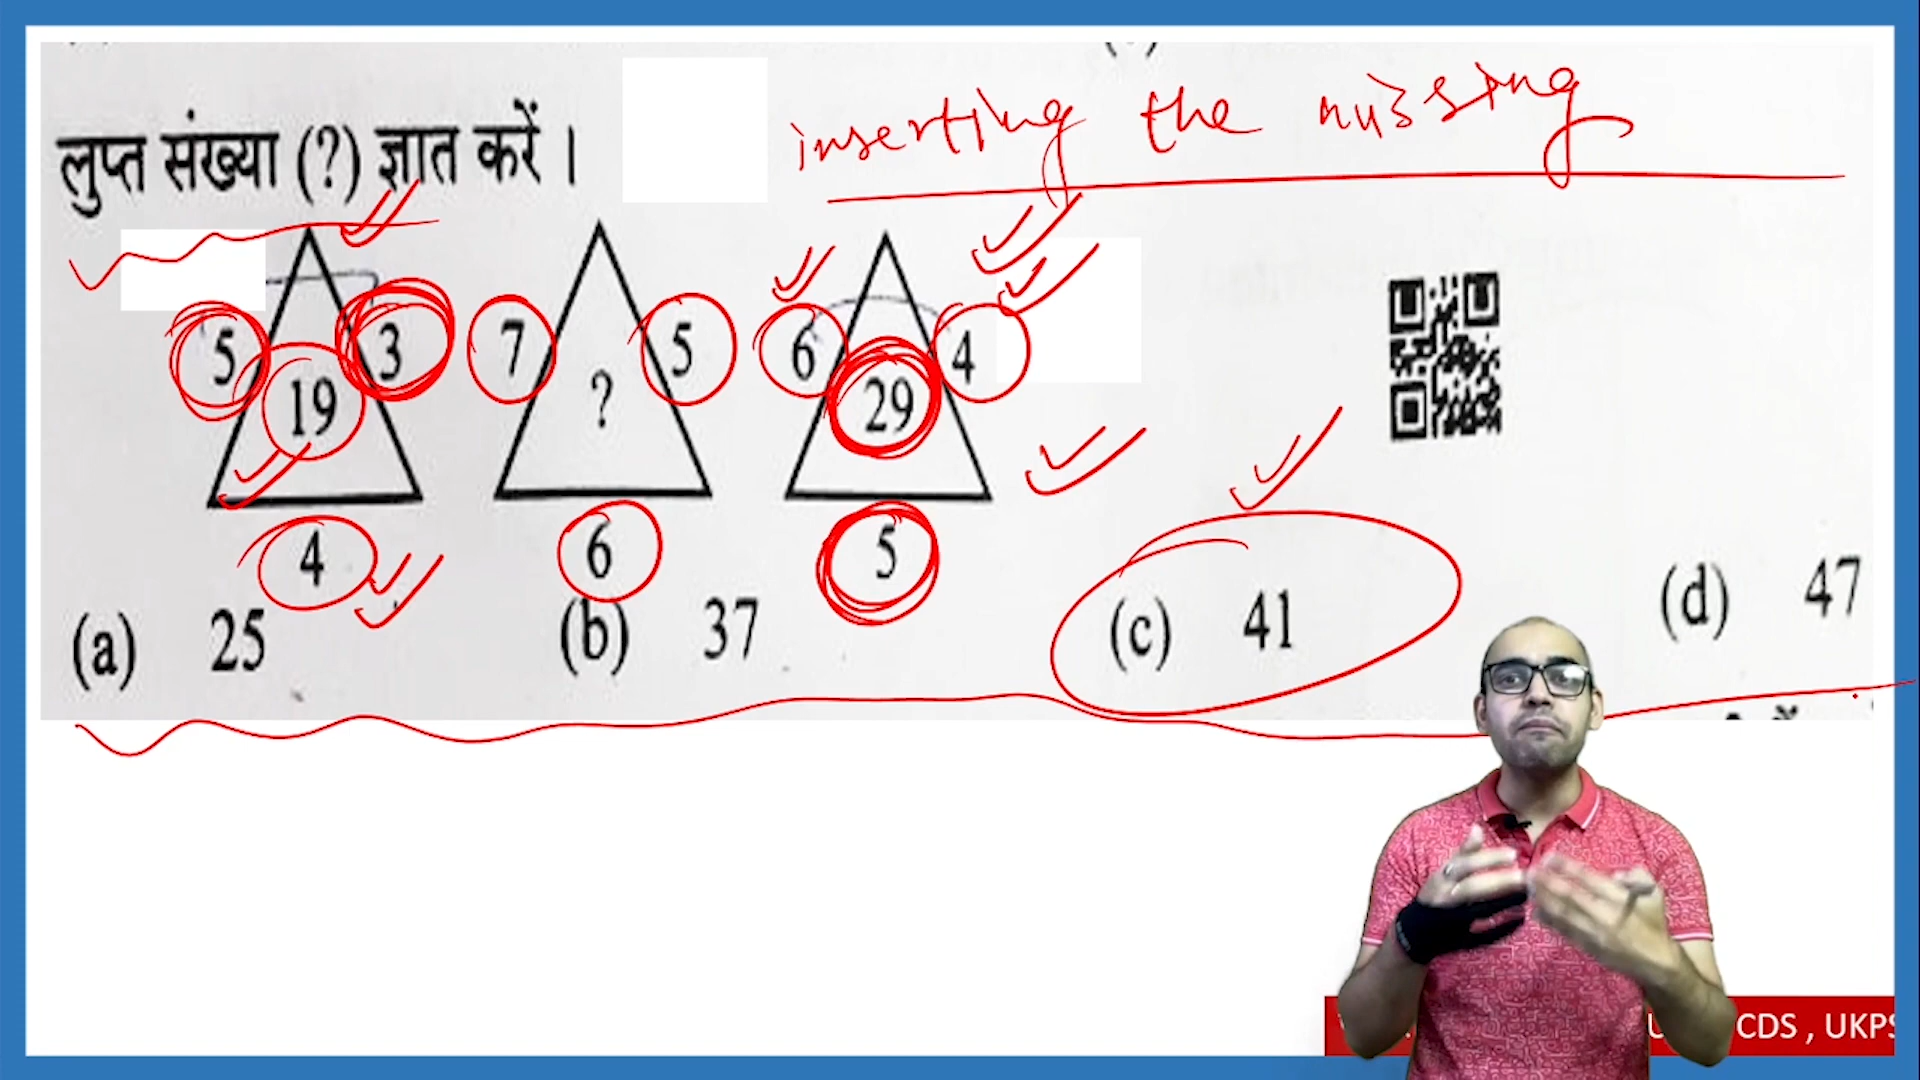 inserting the missing
लुप्त संख्या (?) ज्ञात करें ।
5 3 7 5 6 4
19 ? 29
4 6 5
(a) 25 (b) 37 (c) 41 (d) 47
CDS , UKPS